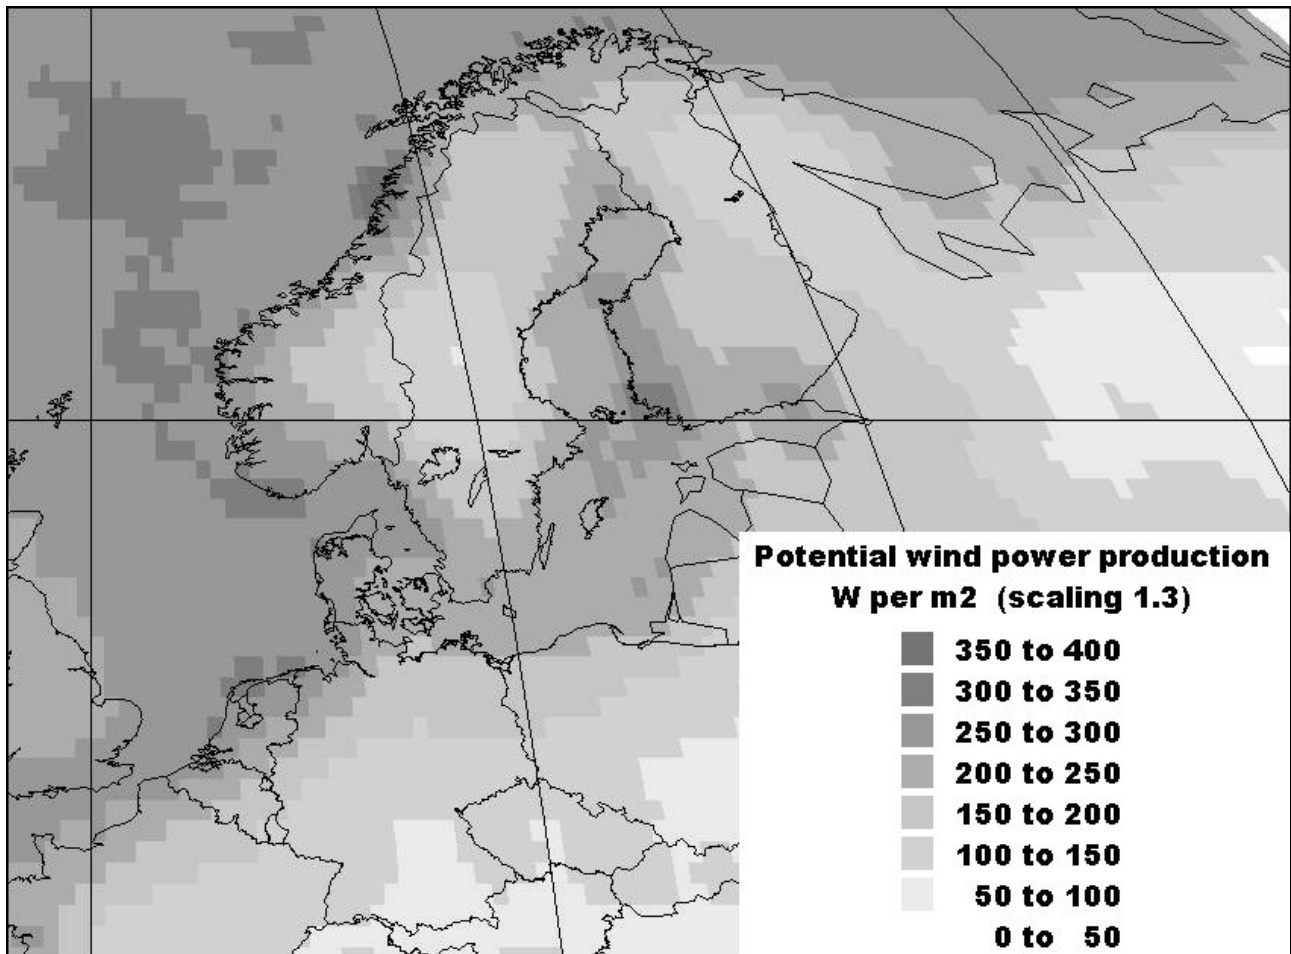 Potential wind power production
W per m2 (scaling 1.3)
350 to 400
300 to 350
250 to 300
200 to 250
150 to 200
100 to 150
50 to 100
0 to 50